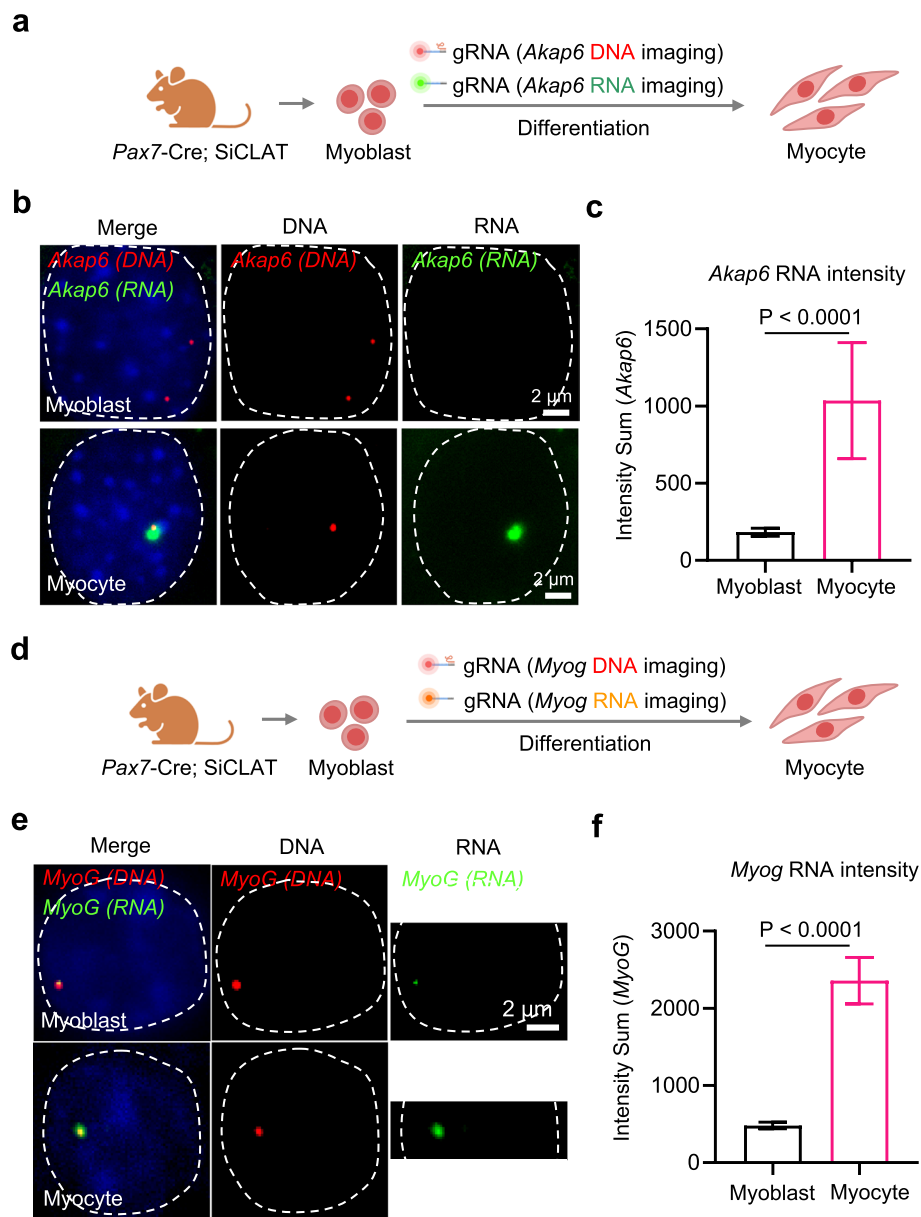 a
gRNA (Akap6 DNA imaging)
gRNA (Akap6 RNA imaging)
Differentiation
Pax7-Cre; SiCLAT
Myoblast
Myocyte
b
Merge
DNA
RNA
Akap6 (DNA)
Akap6 (RNA)
Akap6 (DNA)
Akap6 (RNA)
Myoblast
2 μm
Myocyte
2 μm
c
Akap6 RNA intensity
P < 0.0001
Intensity Sum (Akap6)
1500
1000
500
0
Myoblast
Myocyte
d
gRNA (Myog DNA imaging)
gRNA (Myog RNA imaging)
Differentiation
Pax7-Cre; SiCLAT
Myoblast
Myocyte
e
Merge
DNA
RNA
MyoG (DNA)
MyoG (RNA)
MyoG (DNA)
MyoG (RNA)
Myoblast
2 μm
Myocyte
f
Myog RNA intensity
P < 0.0001
Intensity Sum (MyoG)
3000
2000
1000
0
Myoblast
Myocyte